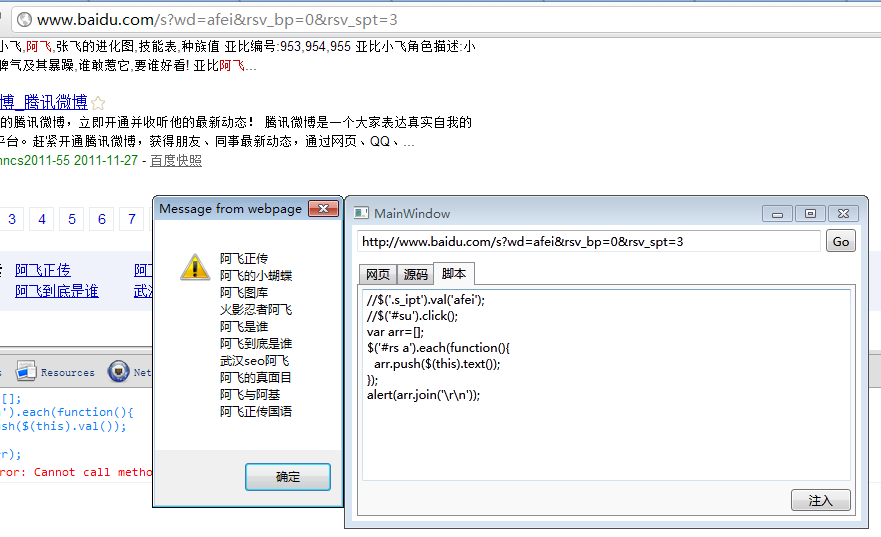 www.baidu.com/s?wd=afei&rsv_bp=0&rsv_spt=3
小飞,阿飞,张飞的进化图,技能表,种族值 亚比编号:953,954,955 亚比小飞角色描述:小
脾气及其暴躁,谁敢惹它,要谁好看! 亚比阿飞...
博_腾讯微博
的腾讯微博，立即开通并收听他的最新动态！ 腾讯微博是一个大家表达真实自我的
平台。赶紧开通腾讯微博，获得朋友、同事最新动态，通过网页、QQ、...
nncs2011-55 2011-11-27 - 百度快照
3 4 5 6 7
阿飞正传
阿飞到底是谁 武
Resources Net
[];
').each(function(){
sh($(this).val());
r);
ror: Cannot call metho
Message from webpage
阿飞正传
阿飞的小蝴蝶
阿飞图库
火影忍者阿飞
阿飞是谁
阿飞到底是谁
武汉seo阿飞
阿飞的真面目
阿飞与阿基
阿飞正传国语
确定
MainWindow
http://www.baidu.com/s?wd=afei&rsv_bp=0&rsv_spt=3 Go
网页 源码 脚本
//$('.s_ipt').val('afei');
//$('#su').click();
var arr=[];
$('#rs a').each(function(){
arr.push($(this).text());
});
alert(arr.join('\r\n'));
注入